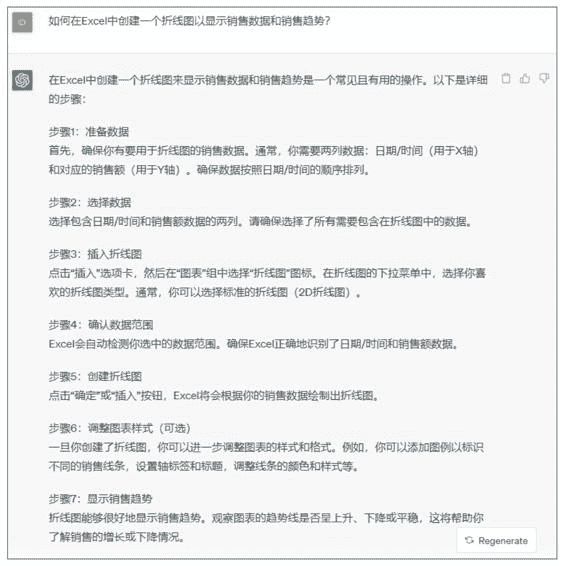 如何在Excel中创建一个折线图以显示销售数据和销售趋势？
在Excel中创建一个折线图来显示销售数据和销售趋势是一个常见且有用的操作。以下是详细
的步骤：
步骤1：准备数据
首先，确保你有要用于折线图的销售数据。通常，你需要两列数据：日期/时间（用于X轴）
和对应的销售额（用于Y轴）。确保数据按照日期/时间的顺序排列。
步骤2：选择数据
选择包含日期/时间和销售额数据的两列。请确保选择了所有需要包含在折线图中的数据。
步骤3：插入折线图
点击“插入”选项卡，然后在“图表”组中选择“折线图”图标。在折线图的下拉菜单中，选择你喜
欢的折线图类型。通常，你可以选择标准的折线图（2D折线图）。
步骤4：确认数据范围
Excel会自动检测你选中的数据范围。确保Excel正确地识别了日期/时间和销售额数据。
步骤5：创建折线图
点击“确定”或“插入”按钮，Excel将会根据你的销售数据绘制出折线图。
步骤6：调整图表样式（可选）
一旦你创建了折线图，你可以进一步调整图表的样式和格式。例如，你可以添加图例以标识
不同的销售线条，设置轴标签和标题，调整线条的颜色和样式等。
步骤7：显示销售趋势
折线图能够很好地显示销售趋势。观察图表的趋势线是否呈上升、下降或平稳，这将帮助你
了解销售的增长或下降情况。
Regenerate